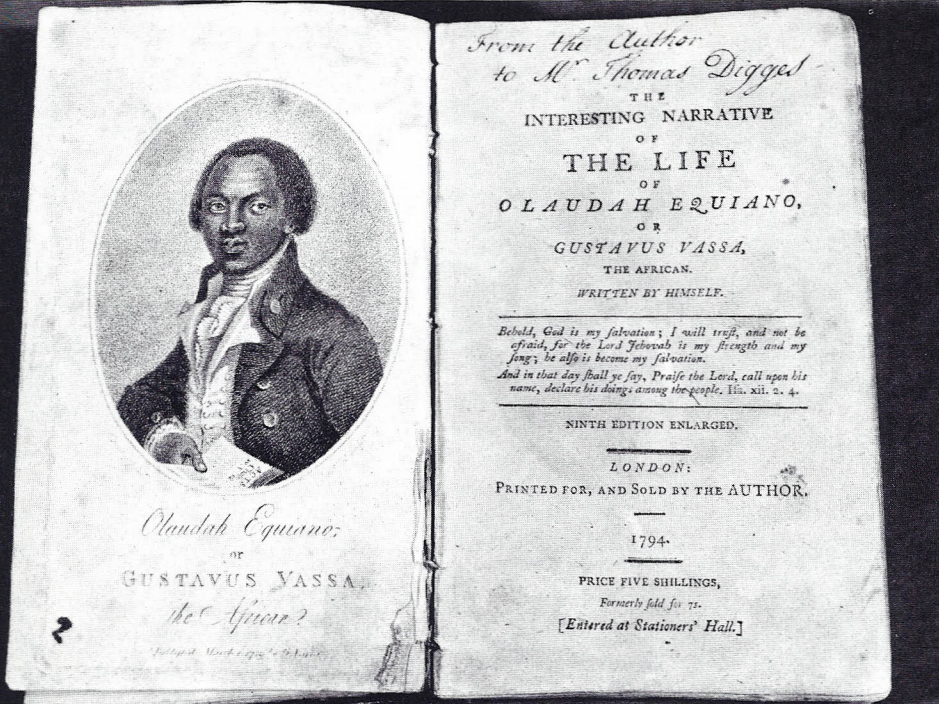 Olaudah Equiano;
or
GUSTAVUS VASSA,
the African?
From the Author
to Mr Thomas Digges
THE
INTERESTING NARRATIVE
OF
THE LIFE
OF
OLAUDAH EQUIANO,
OR
GUSTAVUS VASSA,
THE AFRICAN.
WRITTEN BY HIMSELF.
Behold, God is my salvation; I will truſt, and not be
afraid, for the Lord Jehovah is my ſtrength and my
ſong; he alſo is become my ſalvation.
And in that day ſhall ye ſay, Praiſe the Lord, call upon his
name, declare his doings among the people. Iſa. xii. 2. 4.
NINTH EDITION ENLARGED.
LONDON:
PRINTED FOR, AND SOLD BY THE AUTHOR.
1794.
PRICE FIVE SHILLINGS,
Formerly ſold for 7s.
[Entered at Stationers' Hall.]